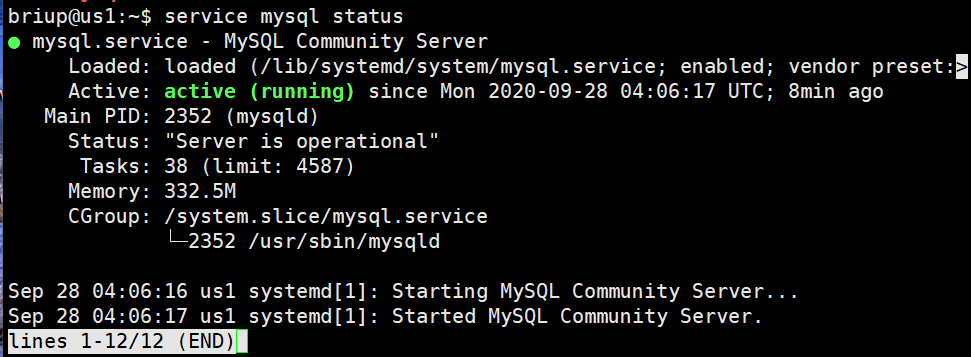 briup@us1:~$ service mysql status
● mysql.service - MySQL Community Server
     Loaded: loaded (/lib/systemd/system/mysql.service; enabled; vendor preset:>
     Active: active (running) since Mon 2020-09-28 04:06:17 UTC; 8min ago
   Main PID: 2352 (mysqld)
     Status: "Server is operational"
      Tasks: 38 (limit: 4587)
     Memory: 332.5M
     CGroup: /system.slice/mysql.service
             └─2352 /usr/sbin/mysqld
Sep 28 04:06:16 us1 systemd[1]: Starting MySQL Community Server...
Sep 28 04:06:17 us1 systemd[1]: Started MySQL Community Server.
lines 1-12/12 (END)